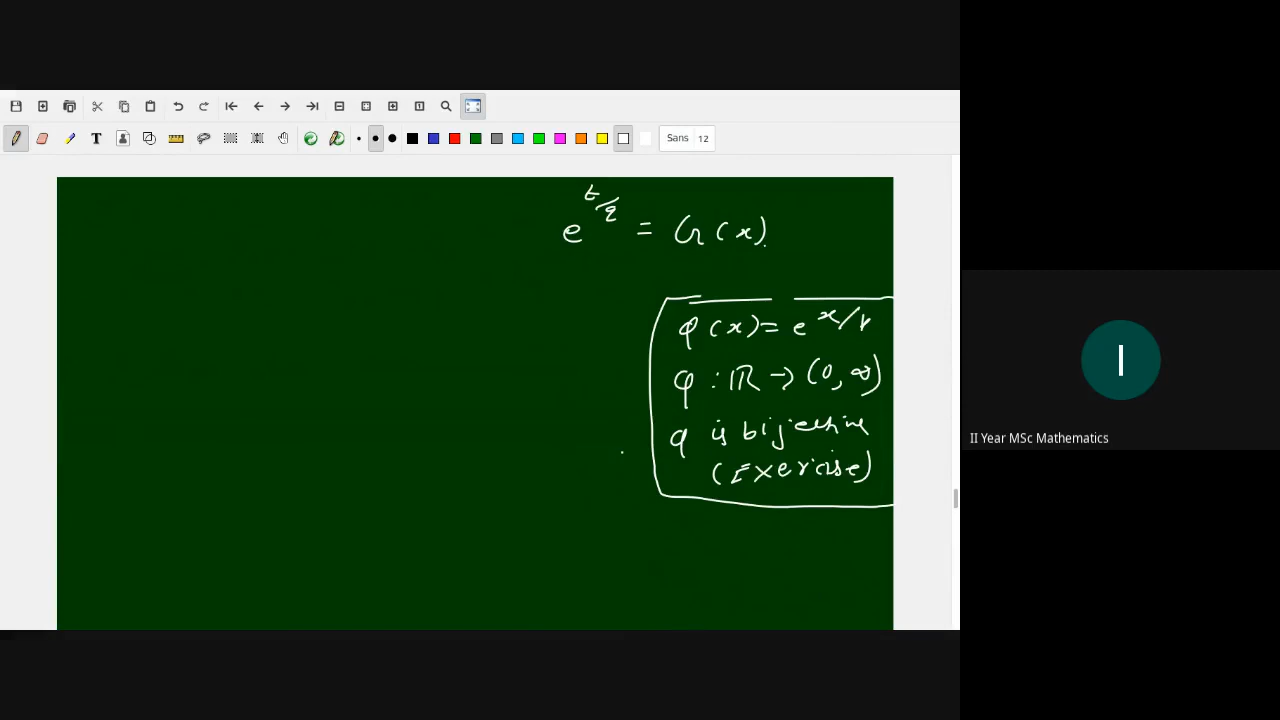 Sans 12
e^{t/q} = G(x).
φ(x) = e^{x/p}
φ : ℝ → (0, ∞)
φ is bijective
(Exercise)
I
II Year MSc Mathematics